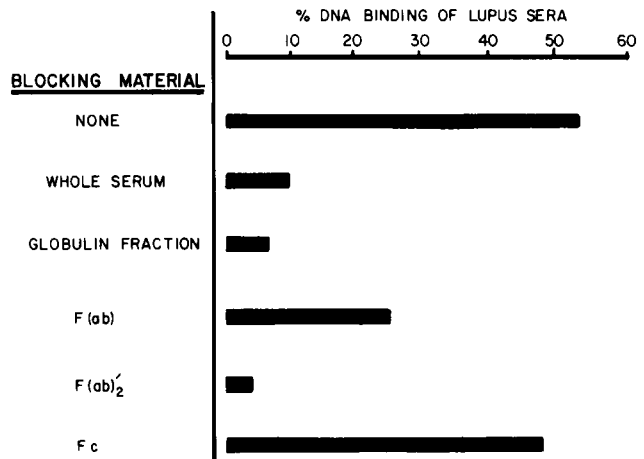 % DNA BINDING OF LUPUS SERA
0 10 20 30 40 50 60
BLOCKING MATERIAL
NONE
WHOLE SERUM
GLOBULIN FRACTION
F(ab)
F(ab)′₂
Fc